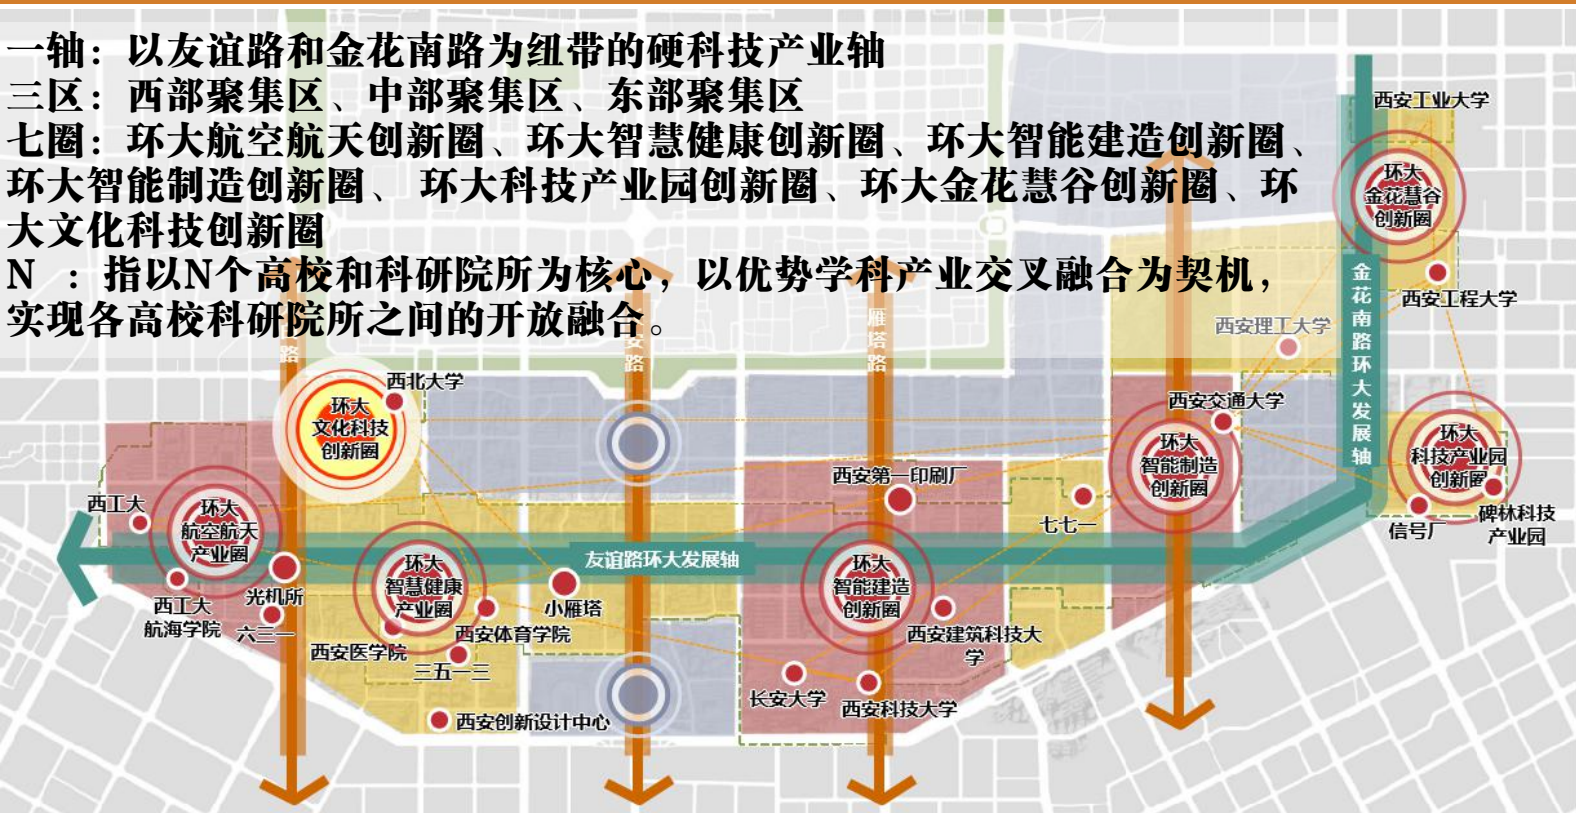 一轴：以友谊路和金花南路为纽带的硬科技产业轴
三区：西部聚集区、中部聚集区、东部聚集区
七圈：环大航空航天创新圈、环大智慧健康创新圈、环大智能建造创新圈、
环大智能制造创新圈、 环大科技产业园创新圈、环大金花慧谷创新圈、环
大文化科技创新圈
N ：指以N个高校和科研院所为核心，以优势学科产业交叉融合为契机，
实现各高校科研院所之间的开放融合。
西安工业大学
环大
金花慧谷
创新圈
西安工程大学
西安理工大学
金花南路环大发展轴
路
安路
雁塔路
西北大学
环大
文化科技
创新圈
西安交通大学
环大
智能制造
创新圈
环大
科技产业园
创新圈
碑林科技
产业园
信号厂
西安第一印刷厂
七七一
西工大
环大
航空航天
产业圈
友谊路环大发展轴
环大
智慧健康
产业圈
环大
智能建造
创新圈
西工大
航海学院
光机所
六三一
小雁塔
西安医学院
西安体育学院
三五一三
西安建筑科技大
学
长安大学
西安科技大学
西安创新设计中心